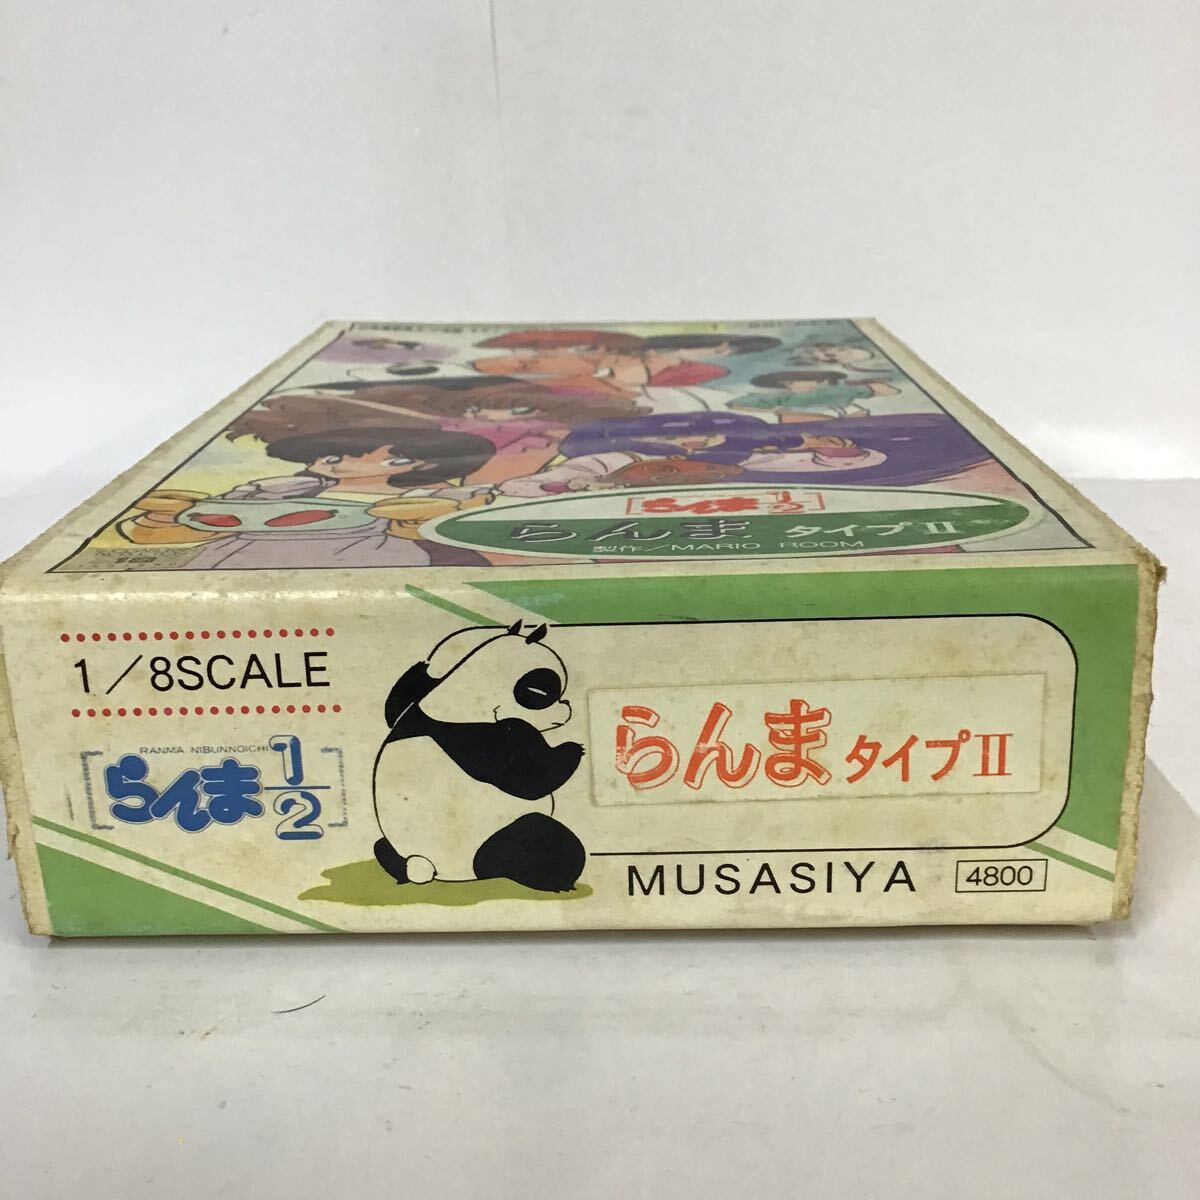 [らんま1/2]
らんま タイプII
製作/MARIO ROOM
1/8SCALE
RANMA NIBUNNOICHI
[らんま1/2]
らんま タイプII
MUSASIYA 4800